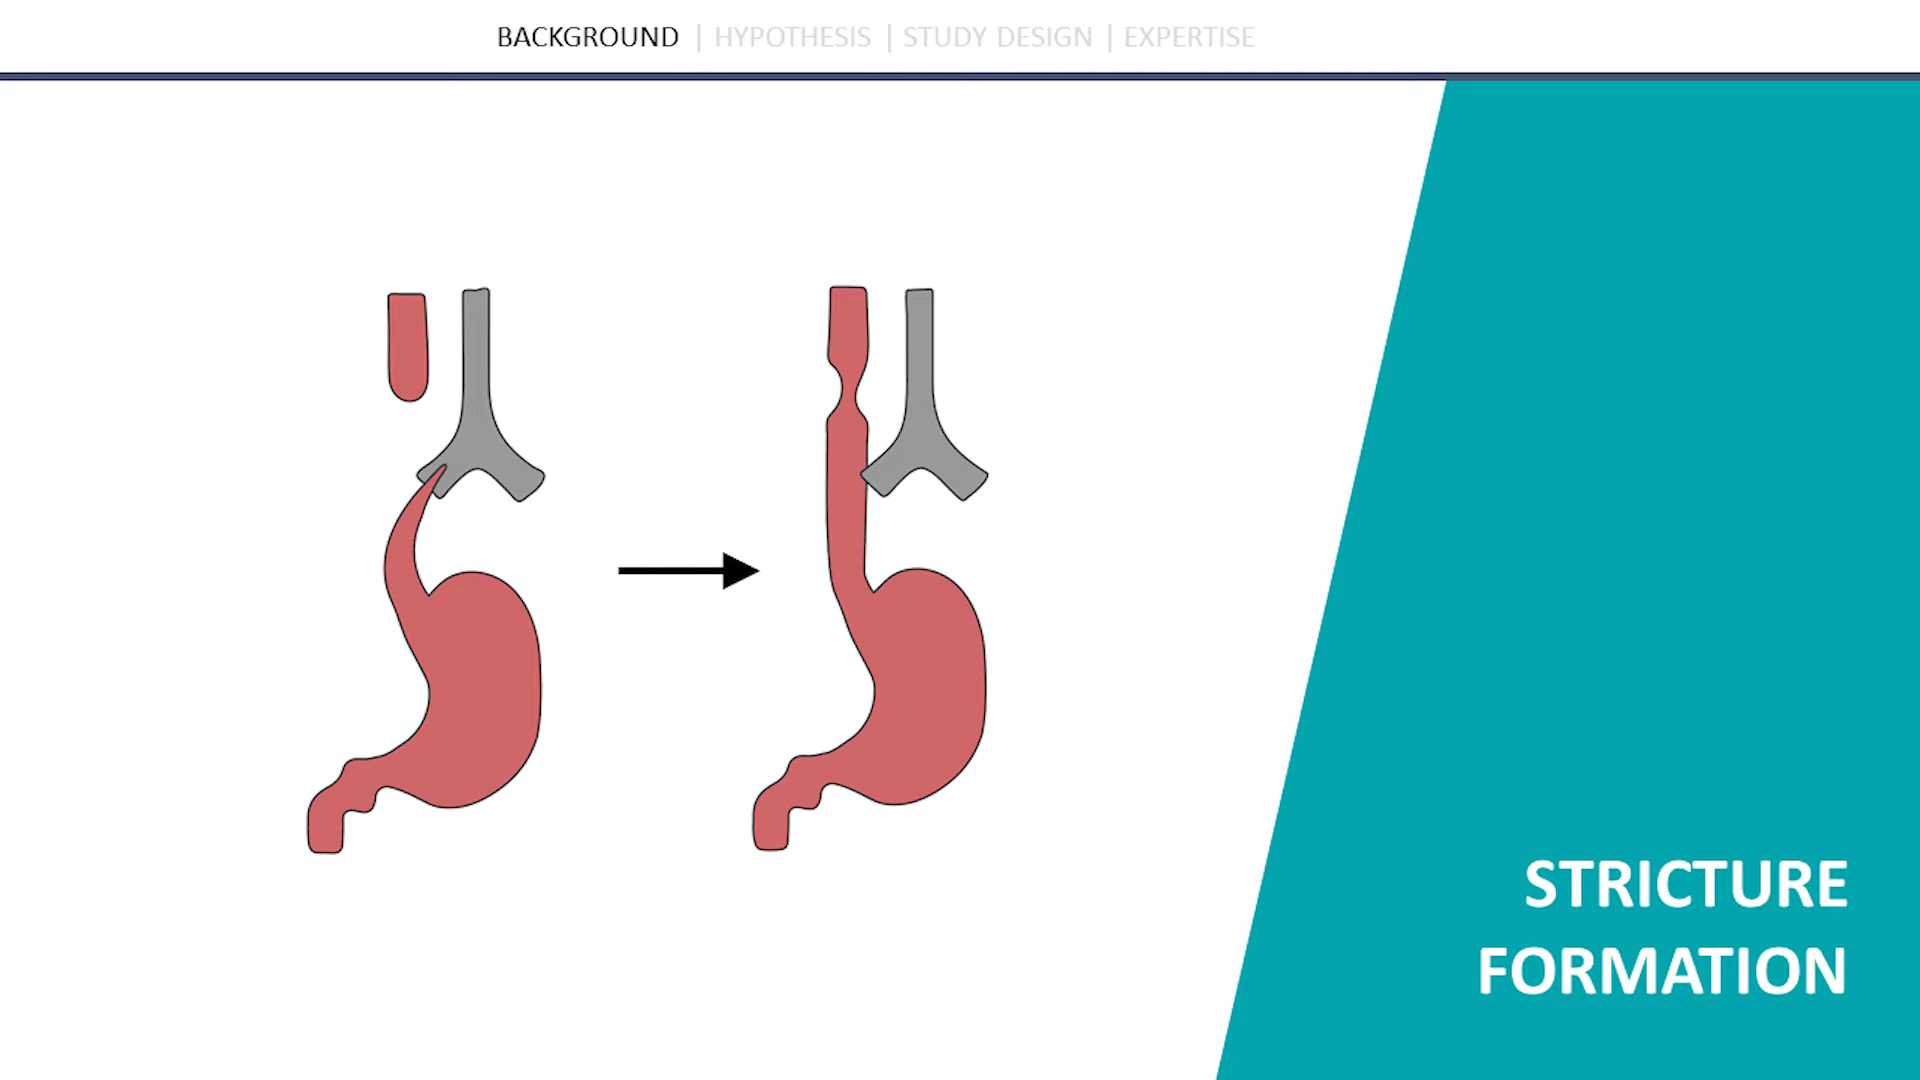 BACKGROUND | HYPOTHESIS | STUDY DESIGN | EXPERTISE
STRICTURE
FORMATION